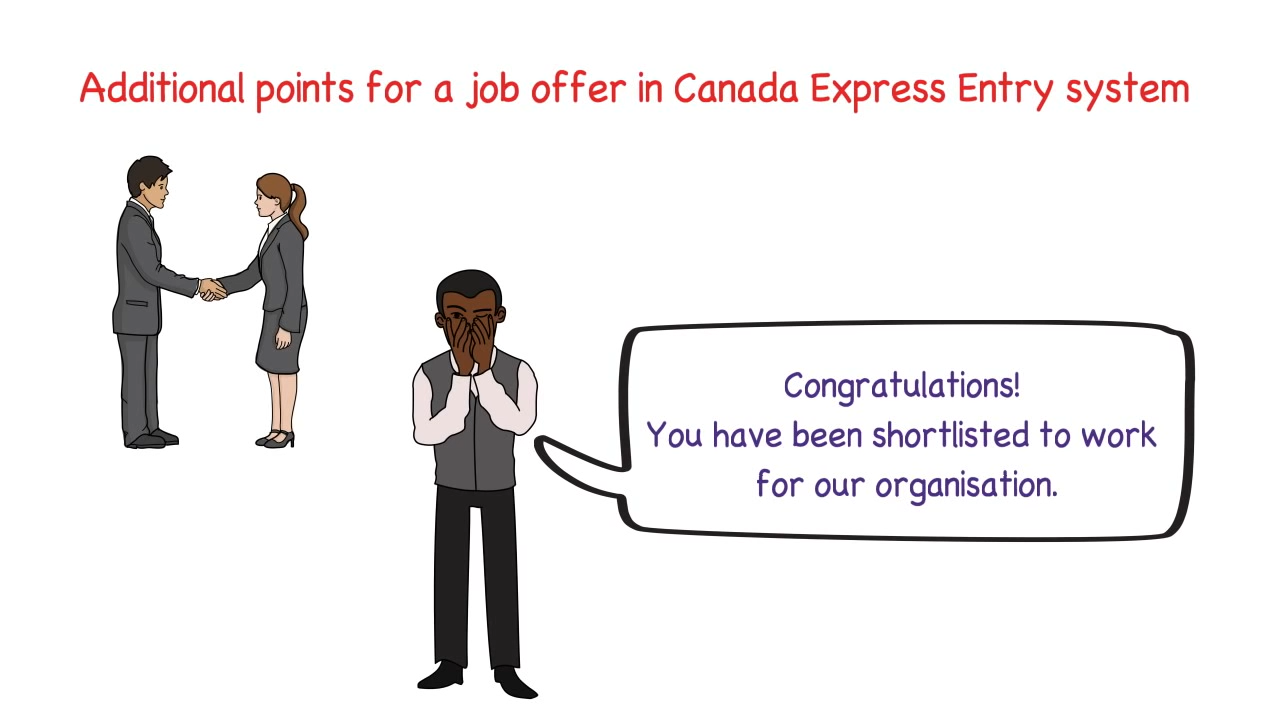 Additional points for a job offer in Canada Express Entry system
Congratulations!
You have been shortlisted to work
for our organisation.